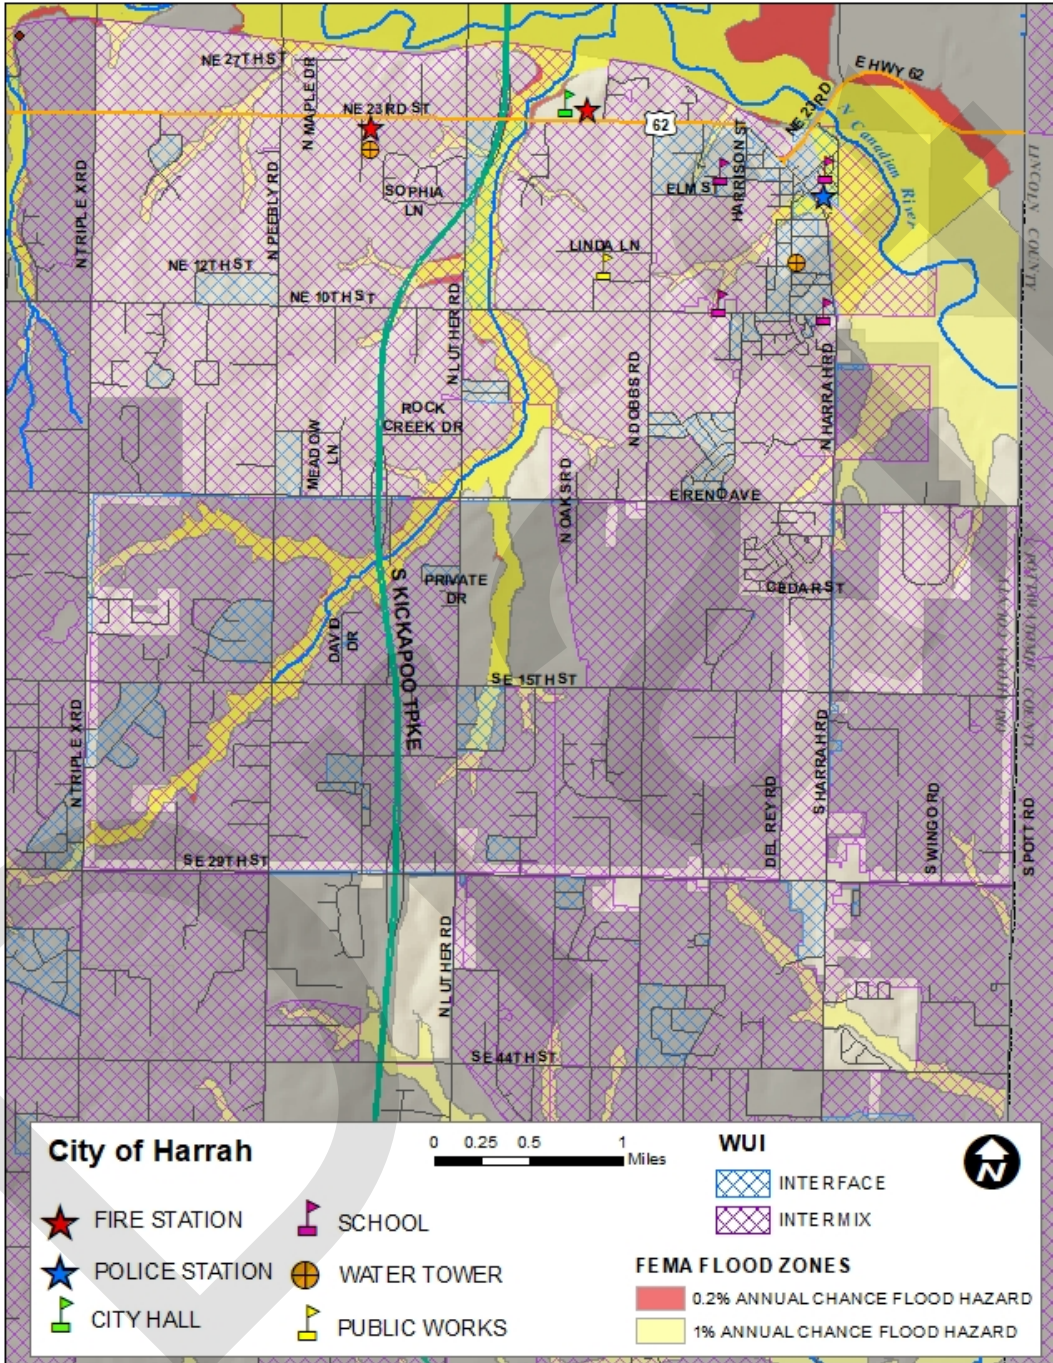 NE 27TH ST
N MAPLE DR
NE 23RD ST
62
E HWY 62
NE 23RD
N Canadian River
N TRIPLE X RD
N PEEBLY RD
SOPHIA
LN
ELM ST
HARRISON ST
LINDA LN
LINCOLN COUNTY
NE 12TH ST
NE 10TH ST
N LUTHER RD
N DOBBS RD
N HARRAH RD
ROCK
CREEK DR
MEADOW
LN
N OAKS RD
E RENO AVE
S KICKAPOO TPKE
PRIVATE
DR
CEDAR ST
DAVID
DR
POTTAWATOMIE COUNTY
OKLAHOMA COUNTY
SE 15TH ST
N TRIPLE X RD
S HARRAH RD
DEL REY RD
S WINGO RD
S POTT RD
SE 29TH ST
N LUTHER RD
SE 44TH ST
City of Harrah
0 0.25 0.5 1
Miles
WUI
N
INTERFACE
INTERMIX
FIRE STATION
SCHOOL
POLICE STATION
WATER TOWER
CITY HALL
PUBLIC WORKS
FEMA FLOOD ZONES
0.2% ANNUAL CHANCE FLOOD HAZARD
1% ANNUAL CHANCE FLOOD HAZARD